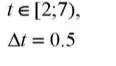 t ∈ [2;7),
Δt = 0.5